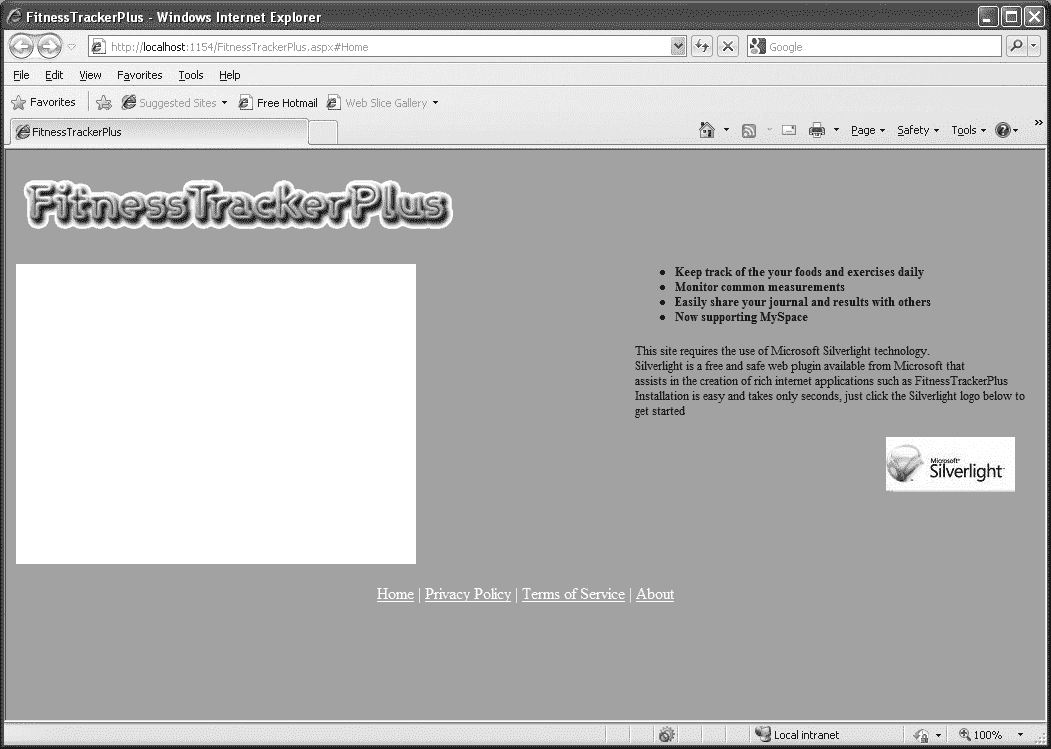 FitnessTrackerPlus - Windows Internet Explorer
http://localhost:1154/FitnessTrackerPlus.aspx#Home
Google
File Edit View Favorites Tools Help
Favorites Suggested Sites Free Hotmail Web Slice Gallery
FitnessTrackerPlus
Page Safety Tools
FitnessTrackerPlus
Keep track of the your foods and exercises daily
Monitor common measurements
Easily share your journal and results with others
Now supporting MySpace
This site requires the use of Microsoft Silverlight technology.
Silverlight is a free and safe web plugin available from Microsoft that
assists in the creation of rich internet applications such as FitnessTrackerPlus
Installation is easy and takes only seconds, just click the Silverlight logo below to
get started
Microsoft®
Silverlight™
Home | Privacy Policy | Terms of Service | About
Local intranet 100%